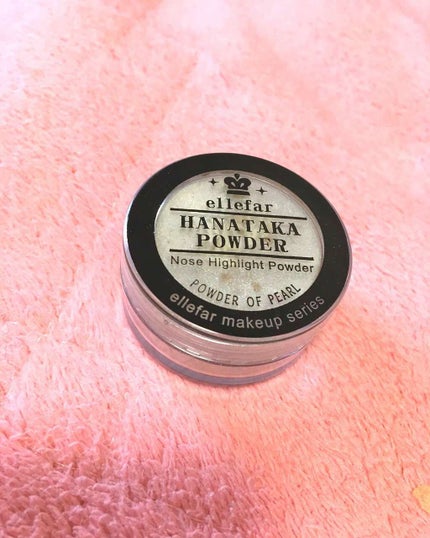 ellefar
HANATAKA
POWDER
Nose Highlight Powder
POWDER OF PEARL
ellefar makeup series